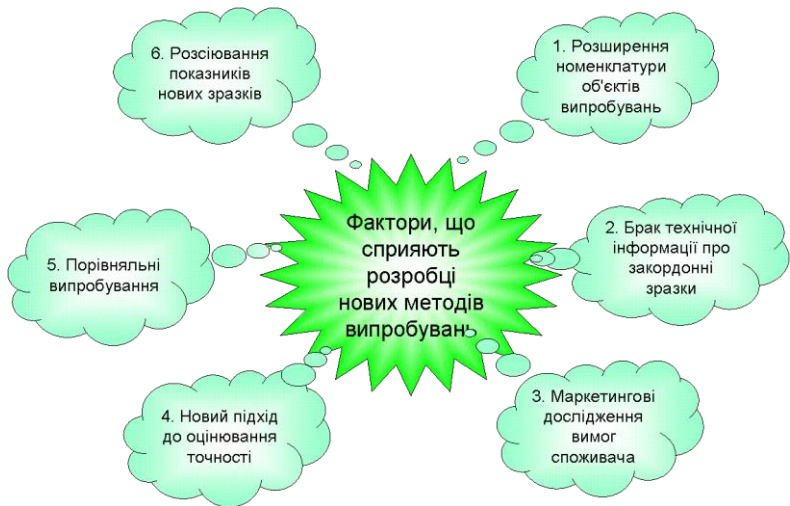 Фактори, що
сприяють
розробці
нових методів
випробувань
1. Розширення
номенклатури
об'єктів
випробувань
2. Брак технічної
інформації про
закордонні
зразки
3. Маркетингові
дослідження
вимог
споживача
4. Новий підхід
до оцінювання
точності
5. Порівняльні
випробування
6. Розсіювання
показників
нових зразків